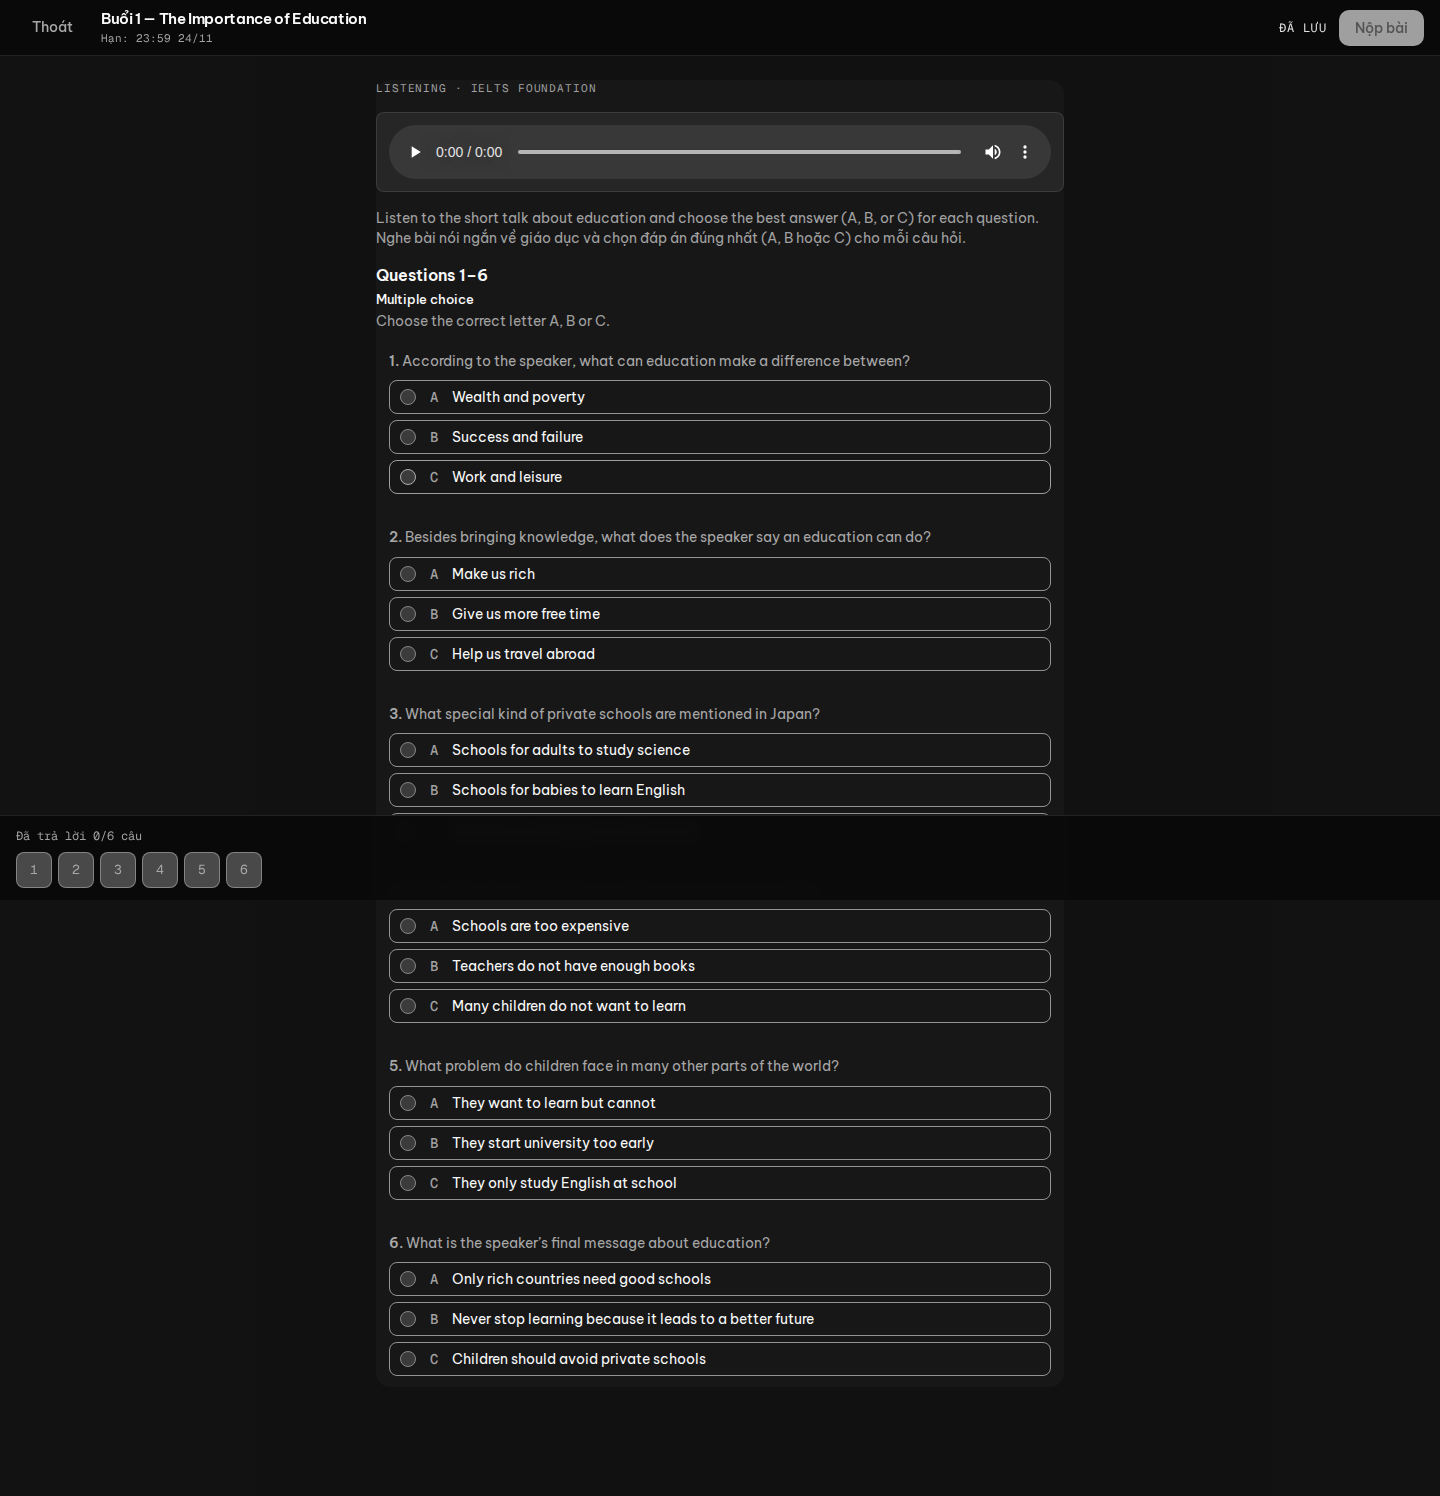 Thoát
Buổi 1 — The Importance of Education
Hạn: 23:59 24/11
ĐÃ LƯU
Nộp bài
LISTENING · IELTS FOUNDATION
0:00 / 0:00
Listen to the short talk about education and choose the best answer (A, B, or C) for each question.
Nghe bài nói ngắn về giáo dục và chọn đáp án đúng nhất (A, B hoặc C) cho mỗi câu hỏi.
Questions 1–6
Multiple choice
Choose the correct letter A, B or C.
1. According to the speaker, what can education make a difference between?
A Wealth and poverty
B Success and failure
C Work and leisure
2. Besides bringing knowledge, what does the speaker say an education can do?
A Make us rich
B Give us more free time
C Help us travel abroad
3. What special kind of private schools are mentioned in Japan?
A Schools for adults to study science
B Schools for babies to learn English
Đã trả lời 0/6 câu
1 2 3 4 5 6
A Schools are too expensive
B Teachers do not have enough books
C Many children do not want to learn
5. What problem do children face in many other parts of the world?
A They want to learn but cannot
B They start university too early
C They only study English at school
6. What is the speaker's final message about education?
A Only rich countries need good schools
B Never stop learning because it leads to a better future
C Children should avoid private schools